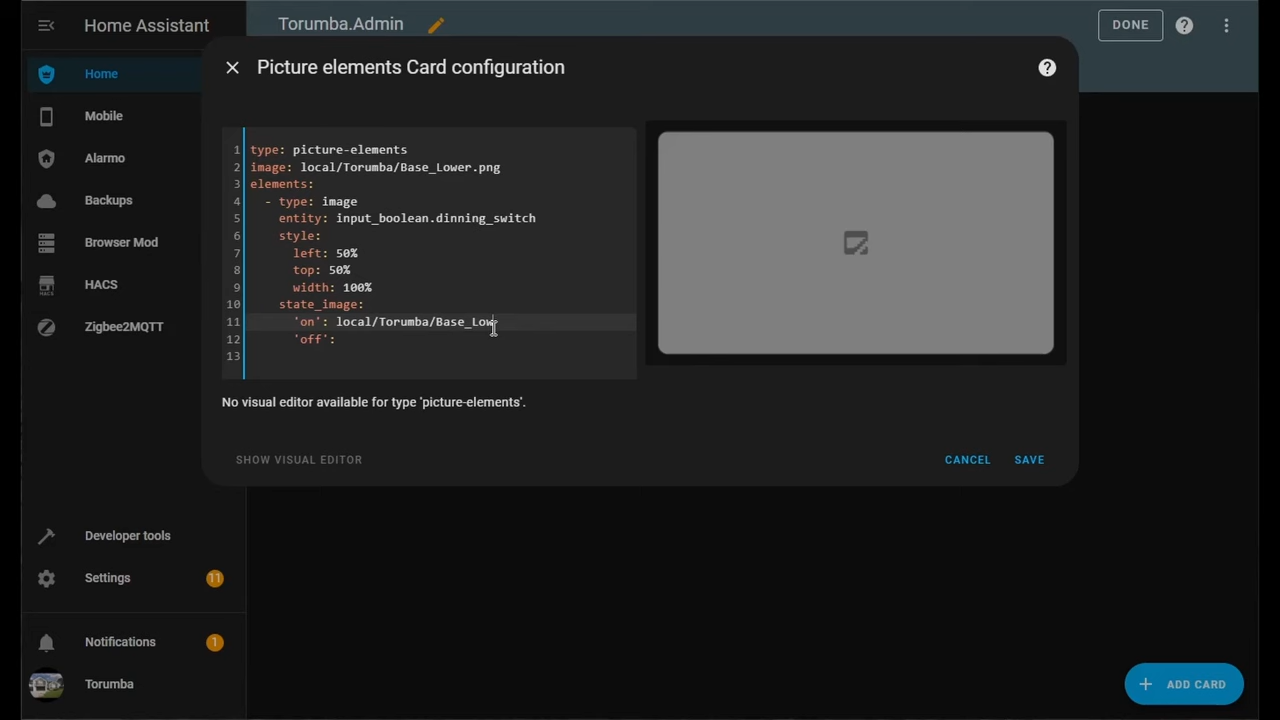 Home Assistant
Torumba.Admin
DONE
Home
Mobile
Alarmo
Backups
Browser Mod
HACS
HACS
Zigbee2MQTT
Developer tools
Settings
11
Notifications
1
Torumba
Picture elements Card configuration
1 type: picture-elements
2 image: local/Torumba/Base_Lower.png
3 elements:
4 - type: image
5 entity: input_boolean.dinning_switch
6 style:
7 left: 50%
8 top: 50%
9 width: 100%
10 state_image:
11 'on': local/Torumba/Base_Low
12 'off':
13
No visual editor available for type 'picture-elements'.
SHOW VISUAL EDITOR
CANCEL
SAVE
ADD CARD